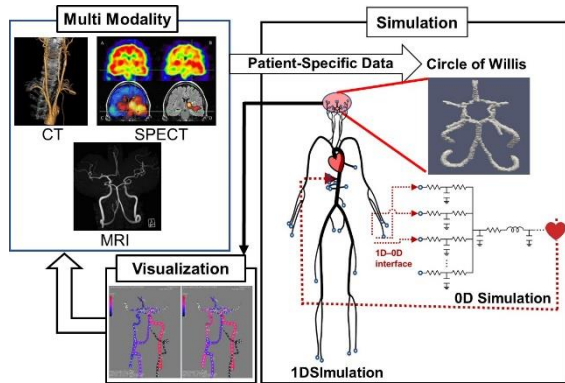 Multi Modality
Simulation
Patient-Specific Data
Circle of Willis
CT
SPECT
MRI
Visualization
1D–0D
interface
0D Simulation
1DSImulation